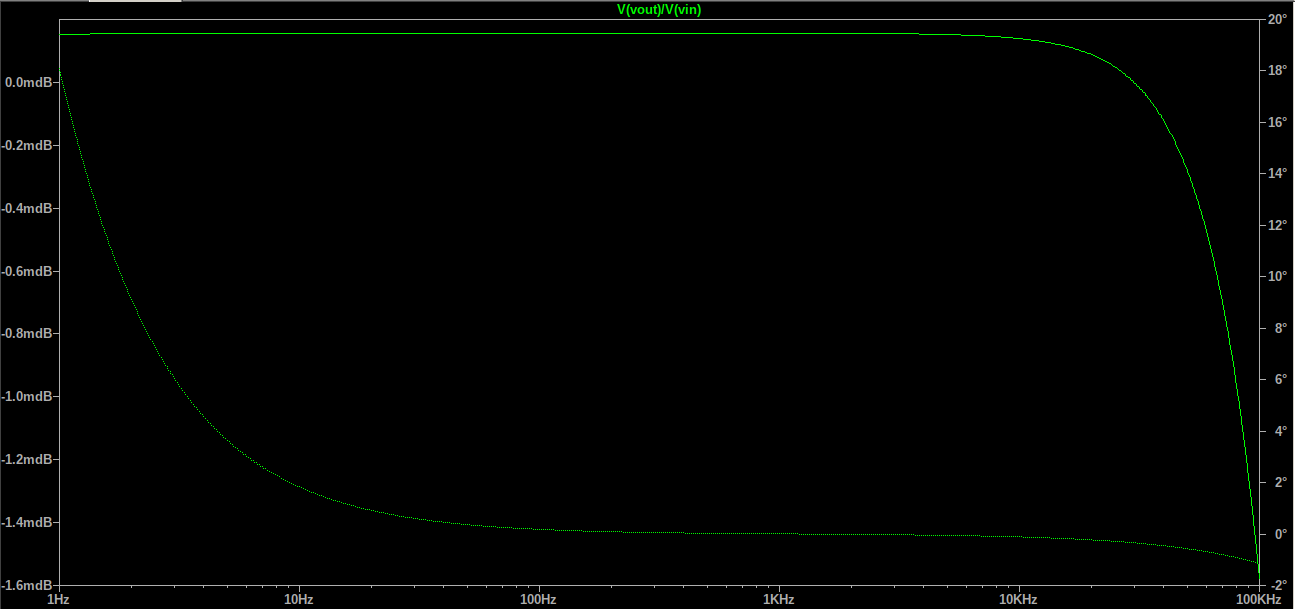 V(vout)/V(vin)
20°
0.0mdB
18°
16°
-0.2mdB
14°
-0.4mdB
12°
-0.6mdB
10°
-0.8mdB
8°
6°
-1.0mdB
4°
-1.2mdB
2°
-1.4mdB
0°
-1.6mdB
-2°
1Hz 10Hz 100Hz 1KHz 10KHz 100KHz